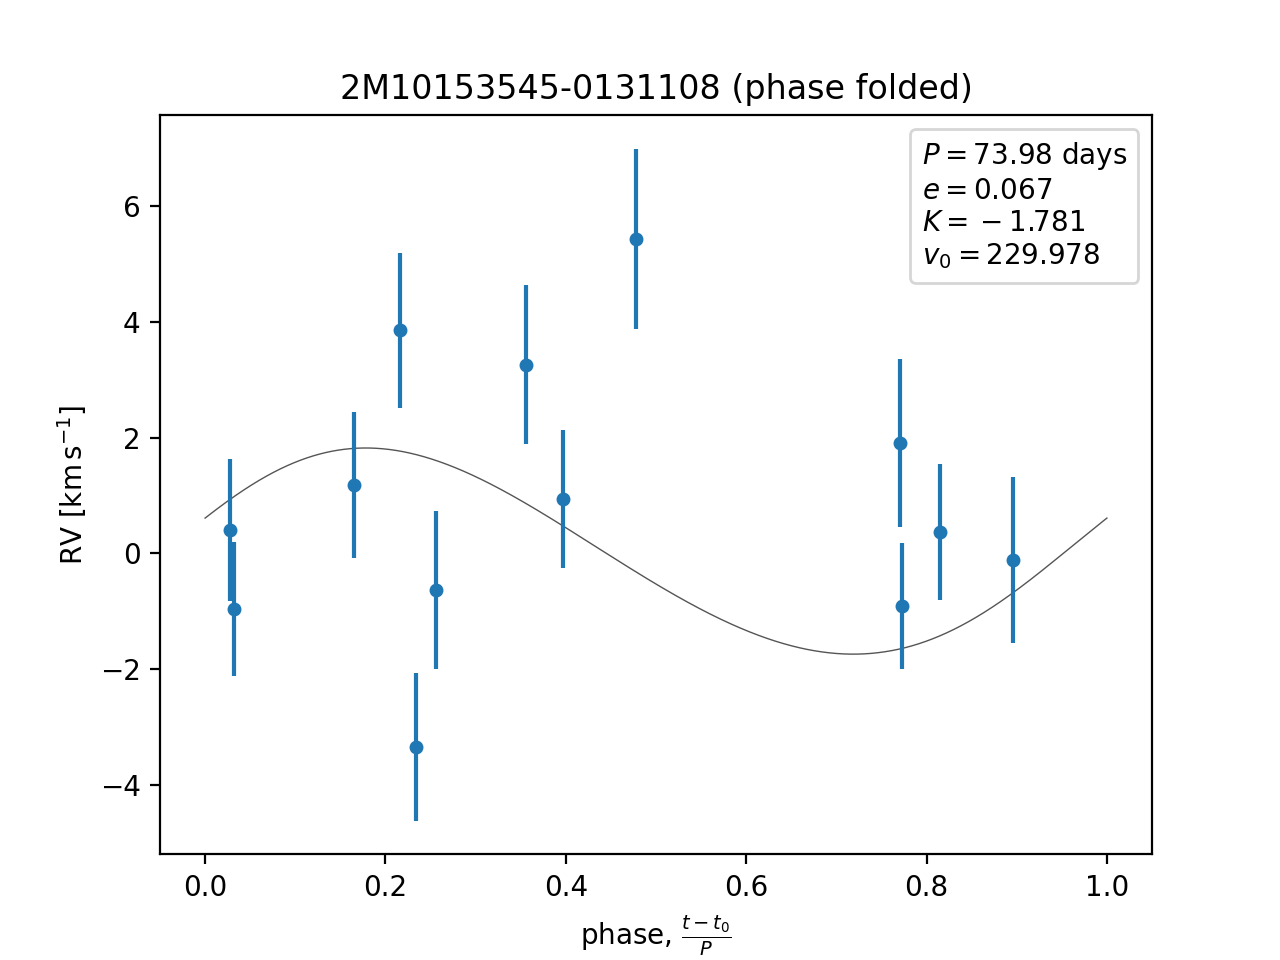 2M10153545-0131108 (phase folded)
P = 73.98 days
e = 0.067
K = −1.781
v₀ = 229.978
RV [km s⁻¹]
6
4
2
0
−2
−4
0.0 0.2 0.4 0.6 0.8 1.0
phase, (t − t₀)/P